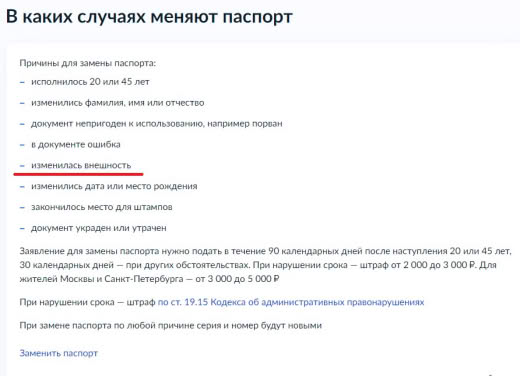 В каких случаях меняют паспорт
Причины для замены паспорта:
– исполнилось 20 или 45 лет
– изменились фамилия, имя или отчество
– документ непригоден к использованию, например порван
– в документе ошибка
– изменилась внешность
– изменились дата или место рождения
– закончилось место для штампов
– документ украден или утрачен
Заявление для замены паспорта нужно подать в течение 90 календарных дней после наступления 20 или 45 лет,
30 календарных дней — при других обстоятельствах. При нарушении срока — штраф от 2 000 до 3 000 ₽. Для
жителей Москвы и Санкт-Петербурга — от 3 000 до 5 000 ₽
При нарушении срока — штраф по ст. 19.15 Кодекса об административных правонарушениях
При замене паспорта по любой причине серия и номер будут новыми
Заменить паспорт